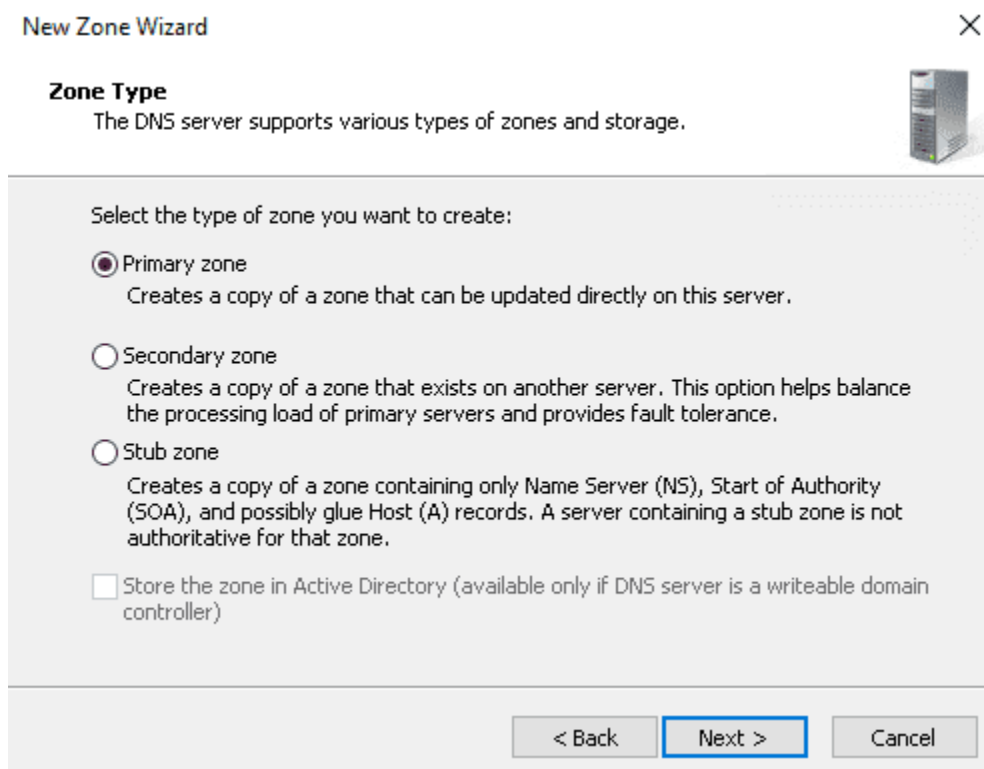 New Zone Wizard
Zone Type
The DNS server supports various types of zones and storage.
Select the type of zone you want to create:
Primary zone
Creates a copy of a zone that can be updated directly on this server.
Secondary zone
Creates a copy of a zone that exists on another server. This option helps balance
the processing load of primary servers and provides fault tolerance.
Stub zone
Creates a copy of a zone containing only Name Server (NS), Start of Authority
(SOA), and possibly glue Host (A) records. A server containing a stub zone is not
authoritative for that zone.
Store the zone in Active Directory (available only if DNS server is a writeable domain
controller)
< Back Next > Cancel